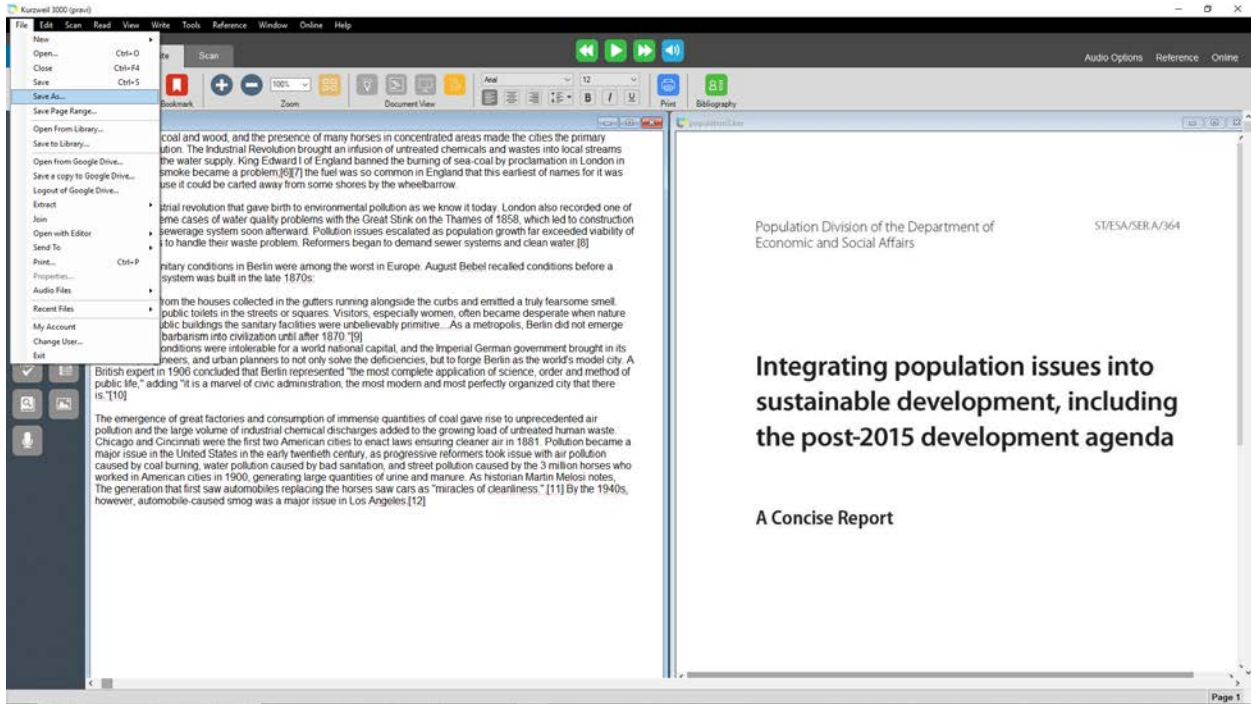 Kurzweil 3000 (pravi)
File Edit Scan Read View Write Tools Reference Window Online Help
New
Open... Ctrl+O
Close Ctrl+F4
Save Ctrl+S
Save As...
Save Page Range...
Open From Library...
Save to Library...
Open from Google Drive...
Save a copy to Google Drive...
Logout of Google Drive...
Extract
Join
Open with Editor
Send To
Print... Ctrl+P
Properties...
Audio Files
Recent Files
My Account
Change User...
Exit
Scan
Audio Options Reference Online
100%
Arial 12
B I U
Bookmark Zoom Document View Print Bibliography
coal and wood, and the presence of many horses in concentrated areas made the cities the primary
ution. The Industrial Revolution brought an infusion of untreated chemicals and wastes into local streams
the water supply. King Edward I of England banned the burning of sea-coal by proclamation in London in
smoke became a problem;[6][7] the fuel was so common in England that this earliest of names for it was
use it could be carted away from some shores by the wheelbarrow.
strial revolution that gave birth to environmental pollution as we know it today. London also recorded one of
eme cases of water quality problems with the Great Stink on the Thames of 1858, which led to construction
sewerage system soon afterward. Pollution issues escalated as population growth far exceeded viability of
s to handle their waste problem. Reformers began to demand sewer systems and clean water.[8]
nitary conditions in Berlin were among the worst in Europe. August Bebel recalled conditions before a
system was built in the late 1870s:
from the houses collected in the gutters running alongside the curbs and emitted a truly fearsome smell.
public toilets in the streets or squares. Visitors, especially women, often became desperate when nature
ublic buildings the sanitary facilities were unbelievably primitive....As a metropolis, Berlin did not emerge
barbarism into civilization until after 1870."[9]
onditions were intolerable for a world national capital, and the Imperial German government brought in its
neers, and urban planners to not only solve the deficiencies, but to forge Berlin as the world's model city. A
British expert in 1906 concluded that Berlin represented "the most complete application of science, order and method of
public life," adding "it is a marvel of civic administration, the most modern and most perfectly organized city that there
is."[10]
The emergence of great factories and consumption of immense quantities of coal gave rise to unprecedented air
pollution and the large volume of industrial chemical discharges added to the growing load of untreated human waste.
Chicago and Cincinnati were the first two American cities to enact laws ensuring cleaner air in 1881. Pollution became a
major issue in the United States in the early twentieth century, as progressive reformers took issue with air pollution
caused by coal burning, water pollution caused by bad sanitation, and street pollution caused by the 3 million horses who
worked in American cities in 1900, generating large quantities of urine and manure. As historian Martin Melosi notes,
The generation that first saw automobiles replacing the horses saw cars as "miracles of cleanliness.".[11] By the 1940s,
however, automobile-caused smog was a major issue in Los Angeles.[12]
Population Division of the Department of
Economic and Social Affairs
ST/ESA/SER.A/364
Integrating population issues into
sustainable development, including
the post-2015 development agenda
A Concise Report
Page 1